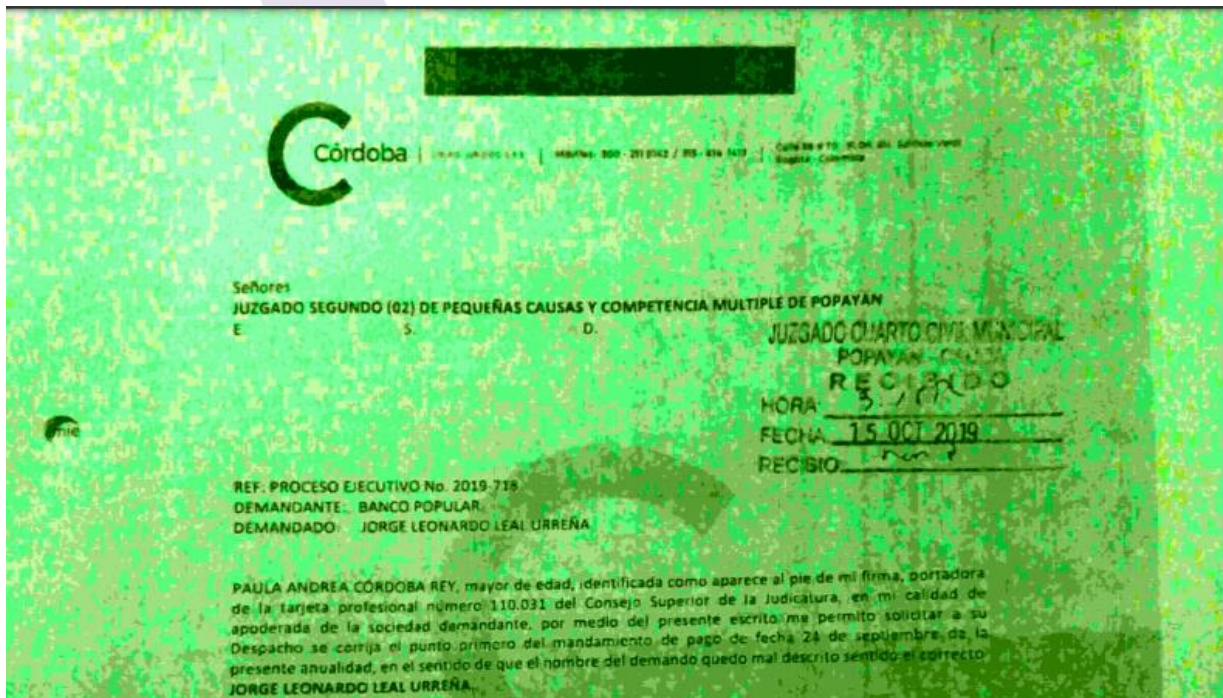 Córdoba
Calle
Bogotá - Colombia
Señores
JUZGADO SEGUNDO (02) DE PEQUEÑAS CAUSAS Y COMPETENCIA MULTIPLE DE POPAYÁN
E. S. D.
JUZGADO CUARTO CIVIL MUNICIPAL
POPAYAN
RECIBIDO
HORA
FECHA 15 OCT 2019
RECIBIO
mie
REF: PROCESO EJECUTIVO No. 2019-718
DEMANDANTE: BANCO POPULAR
DEMANDADO: JORGE LEONARDO LEAL URREÑA
PAULA ANDREA CÓRDOBA REY, mayor de edad, identificada como aparece al pie de mi firma, portadora
de la tarjeta profesional número 110.031 del Consejo Superior de la Judicatura, en mi calidad de
apoderada de la sociedad demandante, por medio del presente escrito me permito solicitar a su
Despacho se corrija el punto primero del mandamiento de pago de fecha 24 de septiembre de la
presente anualidad, en el sentido de que el nombre del demando quedo mal descrito sentido el correcto
JORGE LEONARDO LEAL URREÑA.